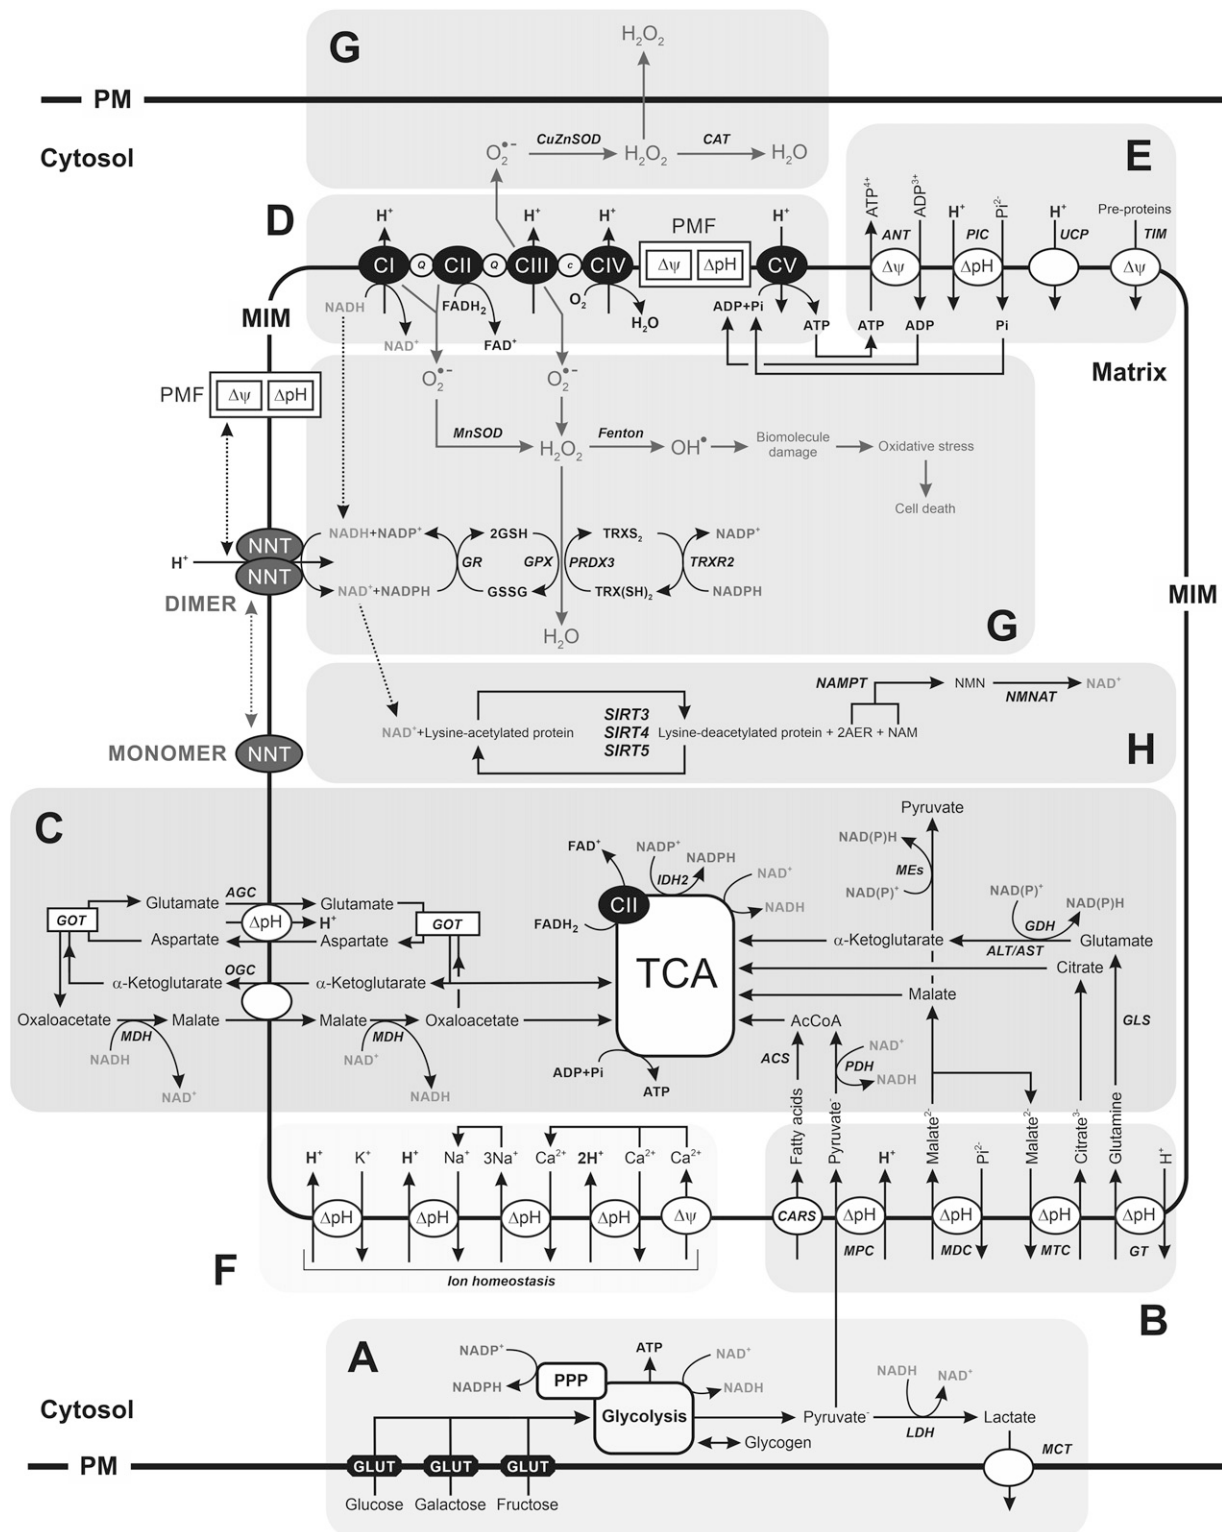 G
H₂O₂
PM
Cytosol
O₂•⁻
CuZnSOD
H₂O₂
CAT
H₂O
E
ATP⁴⁺
ADP³⁺
H⁺
Pi²⁻
H⁺
Pre-proteins
ANT
PIC
UCP
TIM
Δψ
ΔpH
Δψ
D
H⁺
H⁺
H⁺
PMF
H⁺
CI
Q
CII
Q
CIII
c
CIV
Δψ
ΔpH
CV
NADH
FADH₂
O₂
ADP+Pi
MIM
NAD⁺
FAD⁺
H₂O
ATP
ATP
ADP
Pi
Matrix
PMF
Δψ
ΔpH
O₂•⁻
O₂•⁻
MnSOD
H₂O₂
Fenton
OH•
Biomolecule
damage
Oxidative stress
Cell death
NNT
NNT
H⁺
DIMER
NADH+NADP⁺
2GSH
TRXS₂
NADP⁺
GR
GPX
PRDX3
TRXR2
NAD⁺+NADPH
GSSG
TRX(SH)₂
NADPH
H₂O
G
MIM
NAMPT
NMN
NMNAT
NAD⁺
SIRT3
NAD⁺+Lysine-acetylated protein
SIRT4
Lysine-deacetylated protein + 2AER + NAM
SIRT5
H
MONOMER
NNT
C
Pyruvate
NAD(P)H
MEs
NAD(P)⁺
FAD⁺
NADP⁺
NADPH
IDH2
NAD⁺
NADH
CII
FADH₂
TCA
NAD(P)⁺
NAD(P)H
GDH
α-Ketoglutarate
ALT/AST
Glutamate
Citrate
Malate
GLS
AcCoA
ACS
PDH
NAD⁺
NADH
ADP+Pi
ATP
AGC
Glutamate
Glutamate
GOT
ΔpH
H⁺
GOT
Aspartate
Aspartate
OGC
α-Ketoglutarate
α-Ketoglutarate
Oxaloacetate
Malate
Malate
Oxaloacetate
MDH
MDH
NADH
NAD⁺
NAD⁺
NADH
Fatty acids
Pyruvate⁻
H⁺
Malate²⁻
Pi²⁻
Malate²⁻
Citrate³⁻
Glutamine
H⁺
H⁺
K⁺
H⁺
Na⁺
3Na⁺
Ca²⁺
2H⁺
Ca²⁺
Ca²⁺
ΔpH
ΔpH
ΔpH
ΔpH
Δψ
CARS
ΔpH
ΔpH
ΔpH
ΔpH
MPC
MDC
MTC
GT
F
Ion homeostasis
B
A
NADP⁺
NADPH
PPP
ATP
NAD⁺
NADH
Glycolysis
Pyruvate⁻
NADH
NAD⁺
LDH
Lactate
Glycogen
MCT
Cytosol
PM
GLUT
GLUT
GLUT
Glucose
Galactose
Fructose